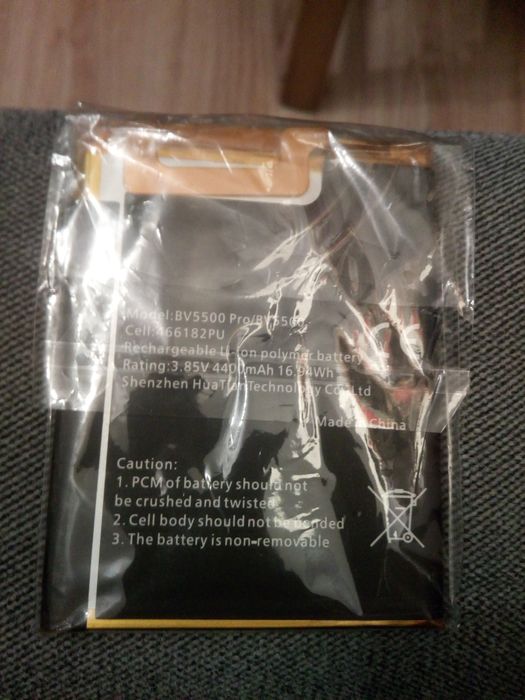 Model:BV5500 Pro/BV5500
Cell:466182PU
Rechargeable Li-ion polymer battery
Rating:3.85V 4400mAh 16.94Wh
Shenzhen HuaTianTechnology Co.,Ltd
Made in China
Caution:
1. PCM of battery should not
be crushed and twisted
2. Cell body should not be bended
3. The battery is non-removable